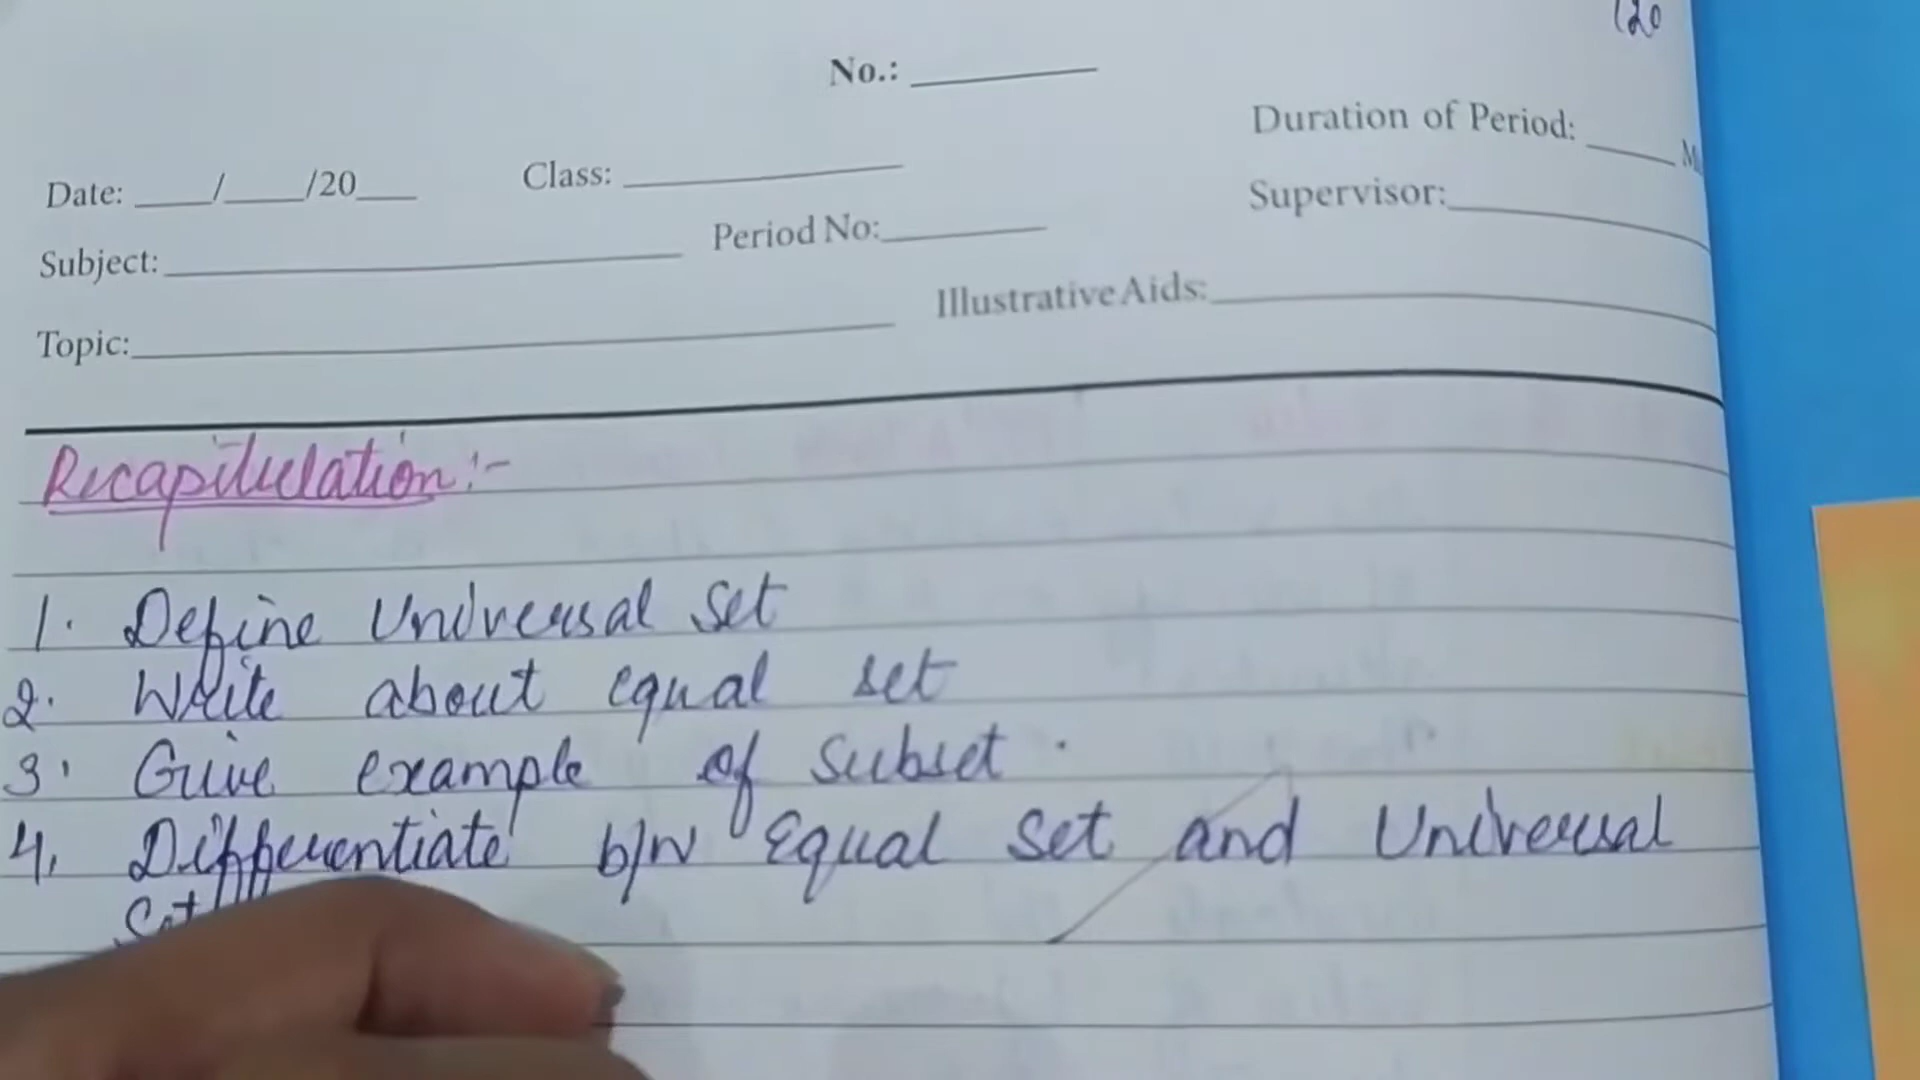 120
No.:
Duration of Period:
Date: / /20 Class:
Supervisor:
Subject: Period No:
Illustrative Aids:
Topic:
Recapitulation:-
1. Define Universal Set
2. Write about equal set
3. Give example of Subset.
4. Differentiate b/w Equal Set and Universal
Set